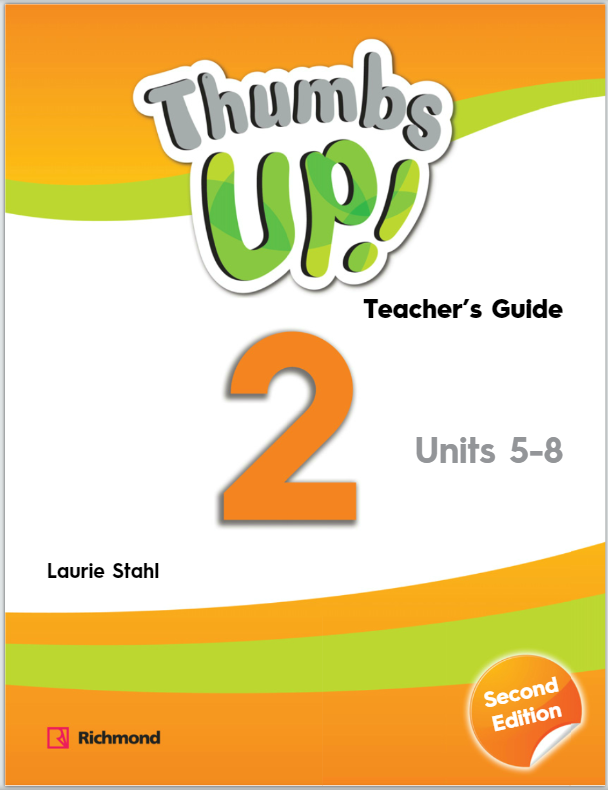 Thumbs
Up!
Teacher's Guide
2
Units 5-8
Laurie Stahl
Second
Edition
Richmond